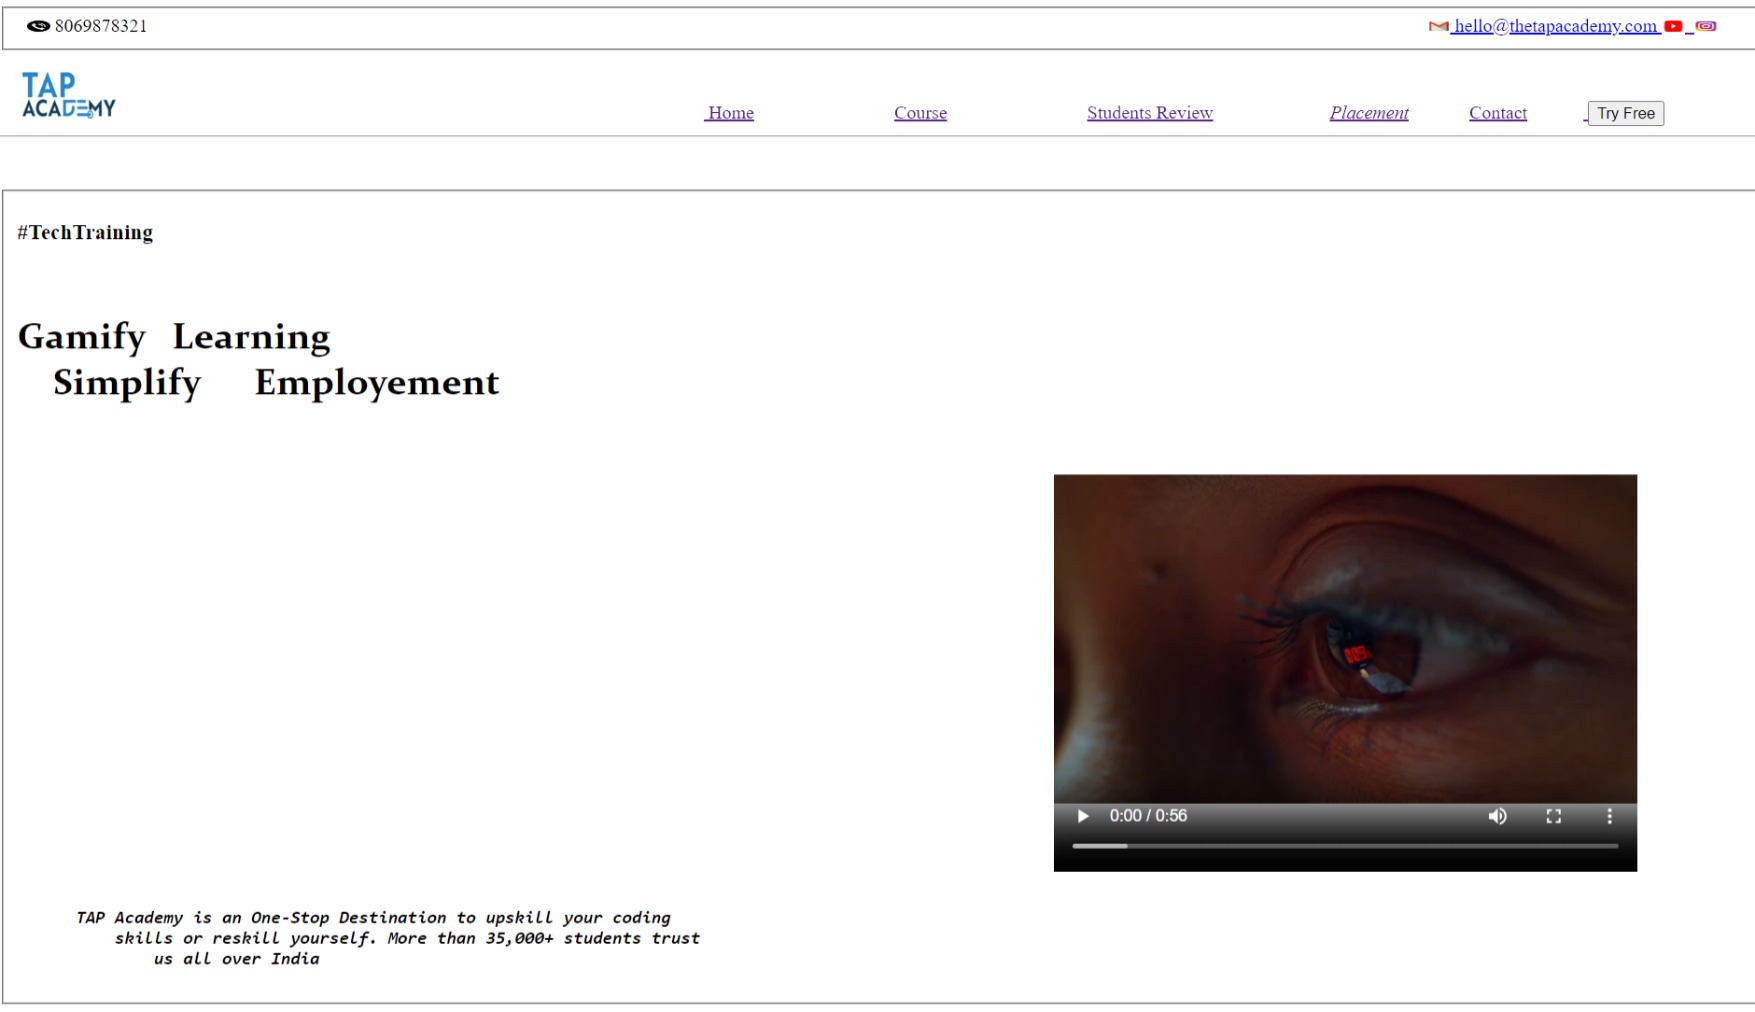 8069878321
hello@thetapacademy.com
TAP
ACADEMY
Home Course Students Review Placement Contact Try Free
#TechTraining
Gamify Learning
Simplify Employement
0:00 / 0:56
TAP Academy is an One-Stop Destination to upskill your coding
skills or reskill yourself. More than 35,000+ students trust
us all over India